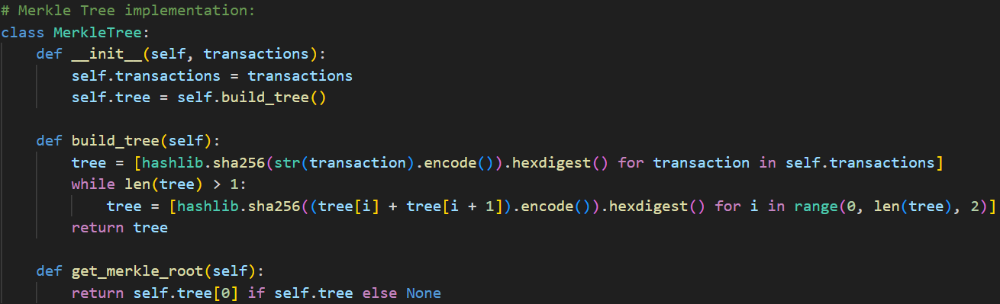 # Merkle Tree implementation:
class MerkleTree:
    def __init__(self, transactions):
        self.transactions = transactions
        self.tree = self.build_tree()
    def build_tree(self):
        tree = [hashlib.sha256(str(transaction).encode()).hexdigest() for transaction in self.transactions]
        while len(tree) > 1:
            tree = [hashlib.sha256((tree[i] + tree[i + 1]).encode()).hexdigest() for i in range(0, len(tree), 2)]
        return tree
    def get_merkle_root(self):
        return self.tree[0] if self.tree else None